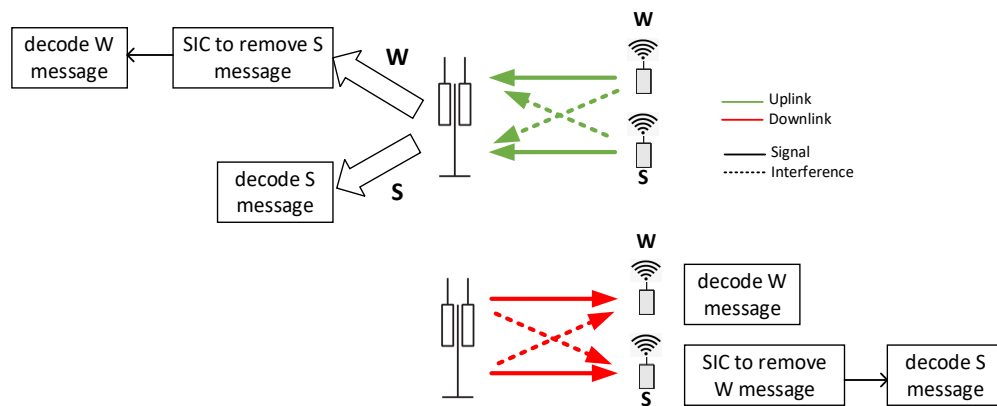 W
decode W
message
SIC to remove S
message
W
decode S
message
S
S
Uplink
Downlink
Signal
Interference
W
decode W
message
SIC to remove
W message
decode S
message
S